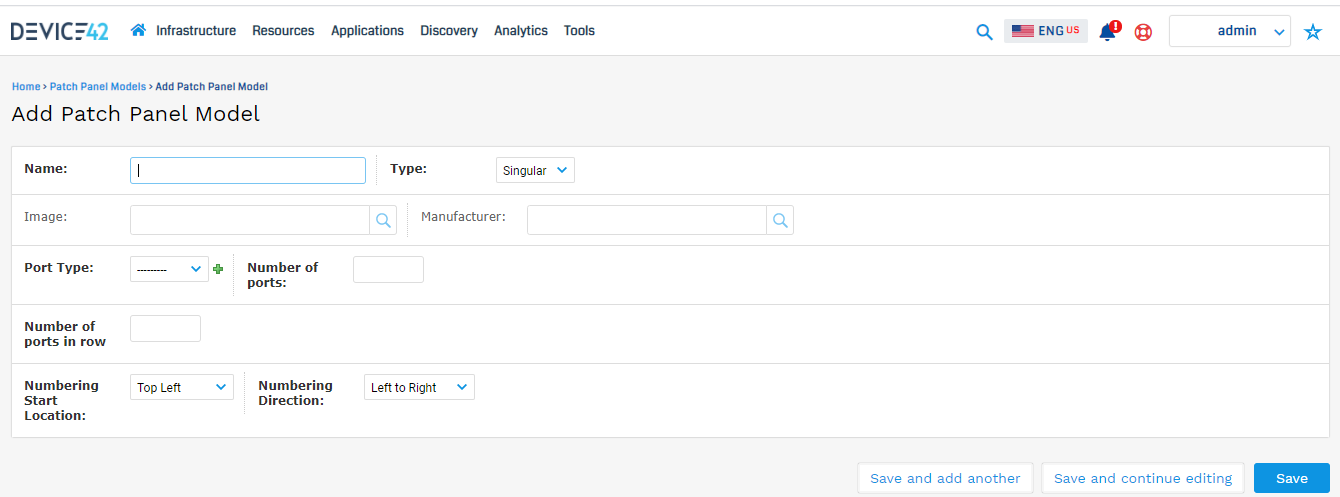 DEVICE42 Infrastructure Resources Applications Discovery Analytics Tools ! ENG US admin
Home › Patch Panel Models › Add Patch Panel Model
Add Patch Panel Model
Name: Type: Singular
Image: Manufacturer:
Port Type: --------- Number of
ports:
Number of
ports in row
Numbering
Start
Location: Top Left Numbering
Direction: Left to Right
Save and add another Save and continue editing Save